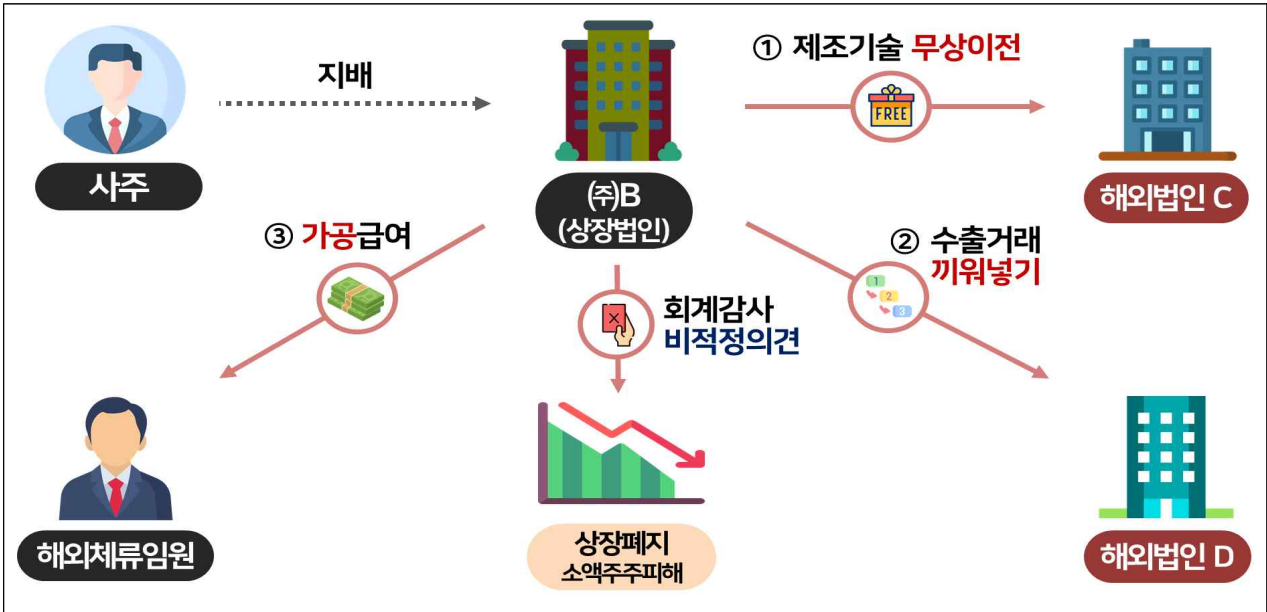 지배
① 제조기술 무상이전
FREE
사주
㈜B
(상장법인)
해외법인 C
③ 가공급여
② 수출거래
끼워넣기
1
2
3
회계감사
비적정의견
해외체류임원
상장폐지
소액주주피해
해외법인 D